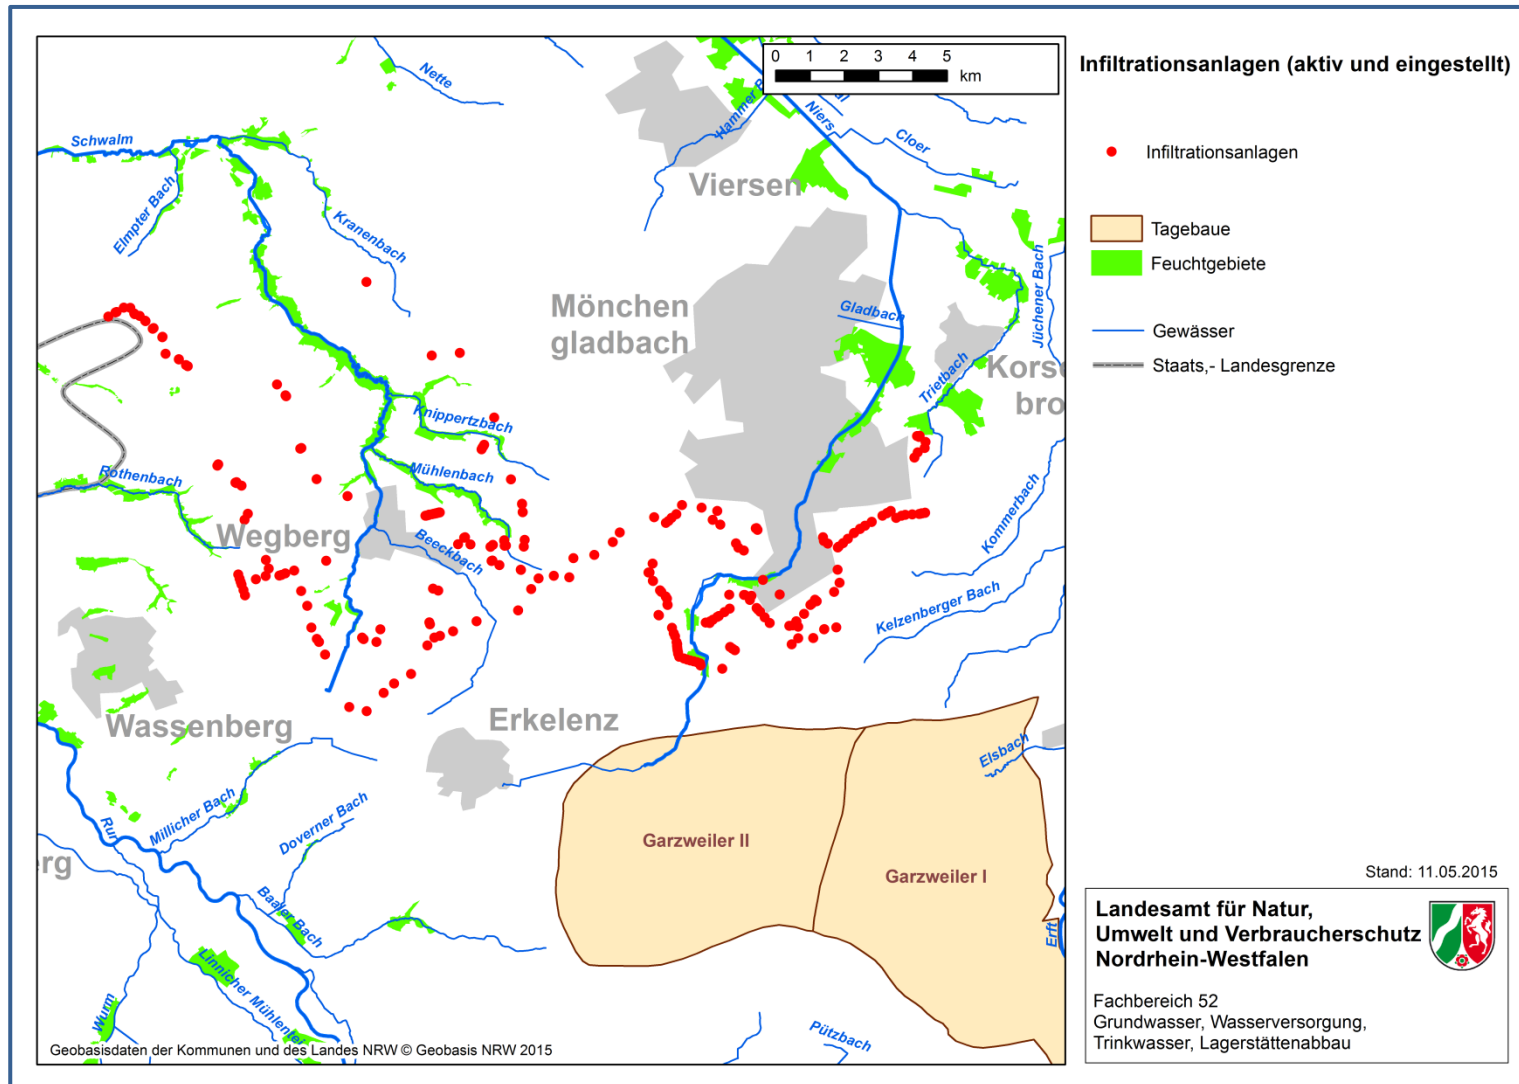 Infiltrationsanlagen (aktiv und eingestellt)
0 1 2 3 4 5
km
Nette
Schwalm
Elmpter Bach
Kranenbach
Hammer
Niers
Cloer
Viersen
Mönchen
gladbach
Gladbach
Trietbach
Jüchener Bach
Knippertzbach
Mühlenbach
Rothenbach
Wegberg
Beeckbach
Kommerbach
Kelzenberger Bach
Wassenberg
Erkelenz
Elsbach
Millicher Bach
Rur
Doverner Bach
Baaler Bach
Garzweiler II
Garzweiler I
Erft
Linnicher Mühlentei
Wurm
Pützbach
Geobasisdaten der Kommunen und des Landes NRW © Geobasis NRW 2015
Infiltrationsanlagen
Tagebaue
Feuchtgebiete
Gewässer
Staats,- Landesgrenze
Stand: 11.05.2015
Landesamt für Natur,
Umwelt und Verbraucherschutz
Nordrhein-Westfalen
Fachbereich 52
Grundwasser, Wasserversorgung,
Trinkwasser, Lagerstättenabbau